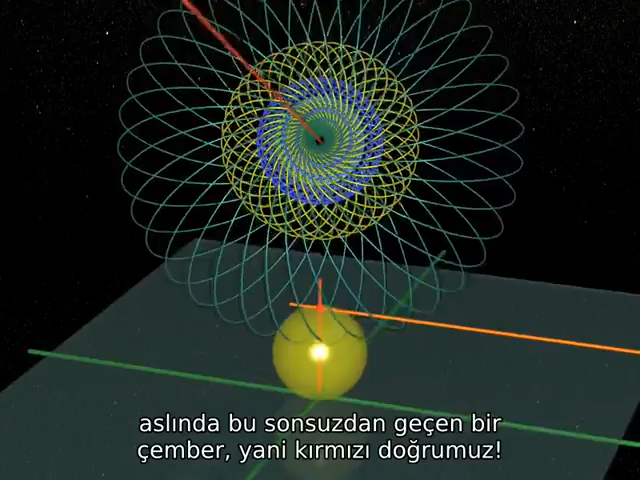 aslında bu sonsuzdan geçen bir
çember, yani kırmızı doğrumuz!